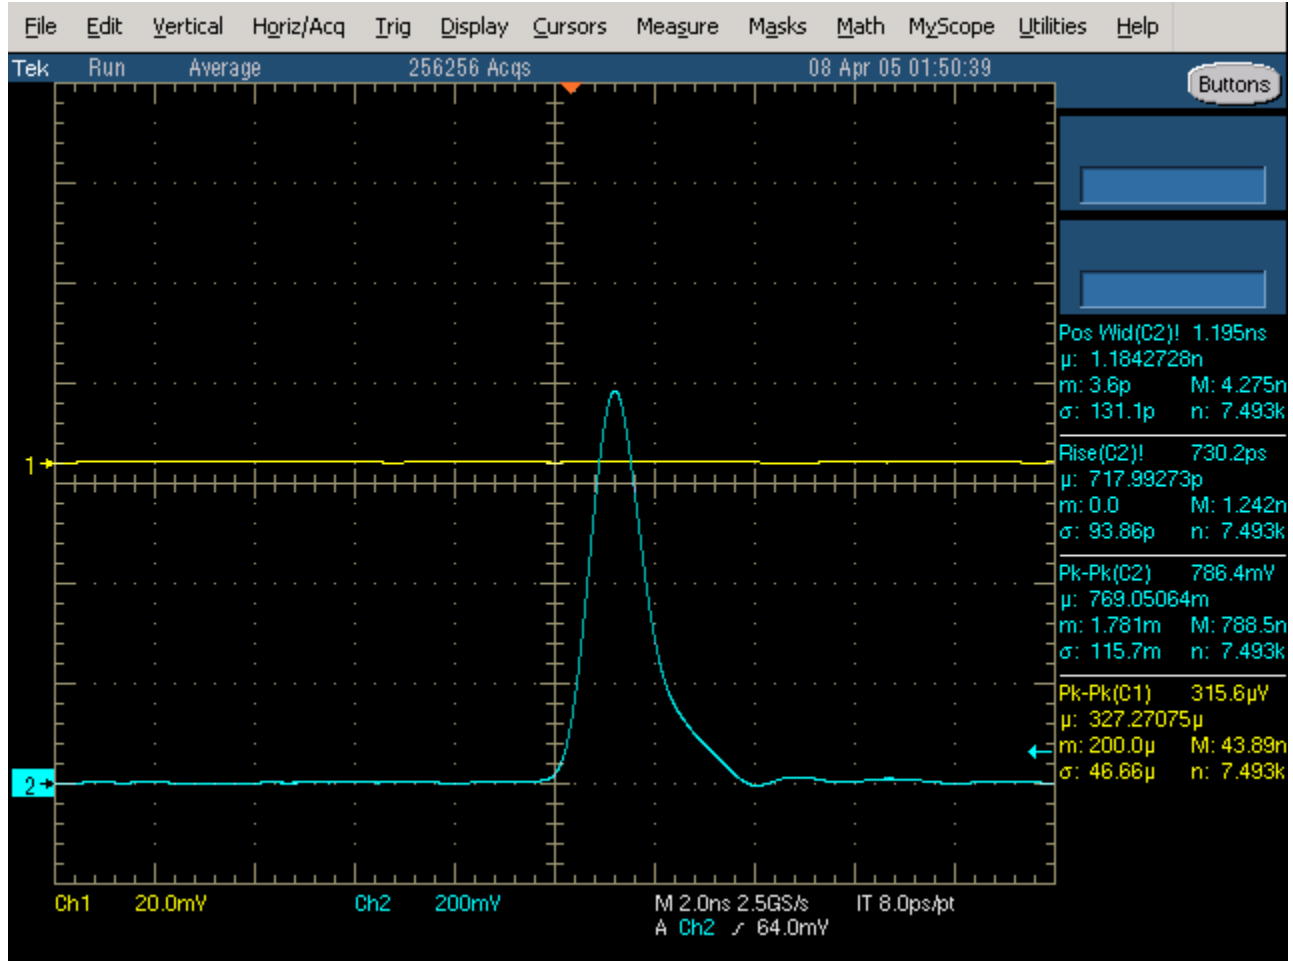 File Edit Vertical Horiz/Acq Trig Display Cursors Measure Masks Math MyScope Utilities Help
Tek Run Average 256256 Acqs 08 Apr 05 01:50:39
Buttons
Pos Wid(C2)! 1.195ns
µ: 1.1842728n
m: 3.6p M: 4.275n
σ: 131.1p n: 7.493k
Rise(C2)! 730.2ps
µ: 717.99273p
m: 0.0 M: 1.242n
σ: 93.86p n: 7.493k
Pk-Pk(C2) 786.4mV
µ: 769.05064m
m: 1.781m M: 788.5n
σ: 115.7m n: 7.493k
Pk-Pk(C1) 315.6µV
µ: 327.27075µ
m: 200.0µ M: 43.89n
σ: 46.66µ n: 7.493k
1
2
Ch1 20.0mV Ch2 200mV M 2.0ns 2.5GS/s IT 8.0ps/pt
A Ch2 ⁄ 64.0mV